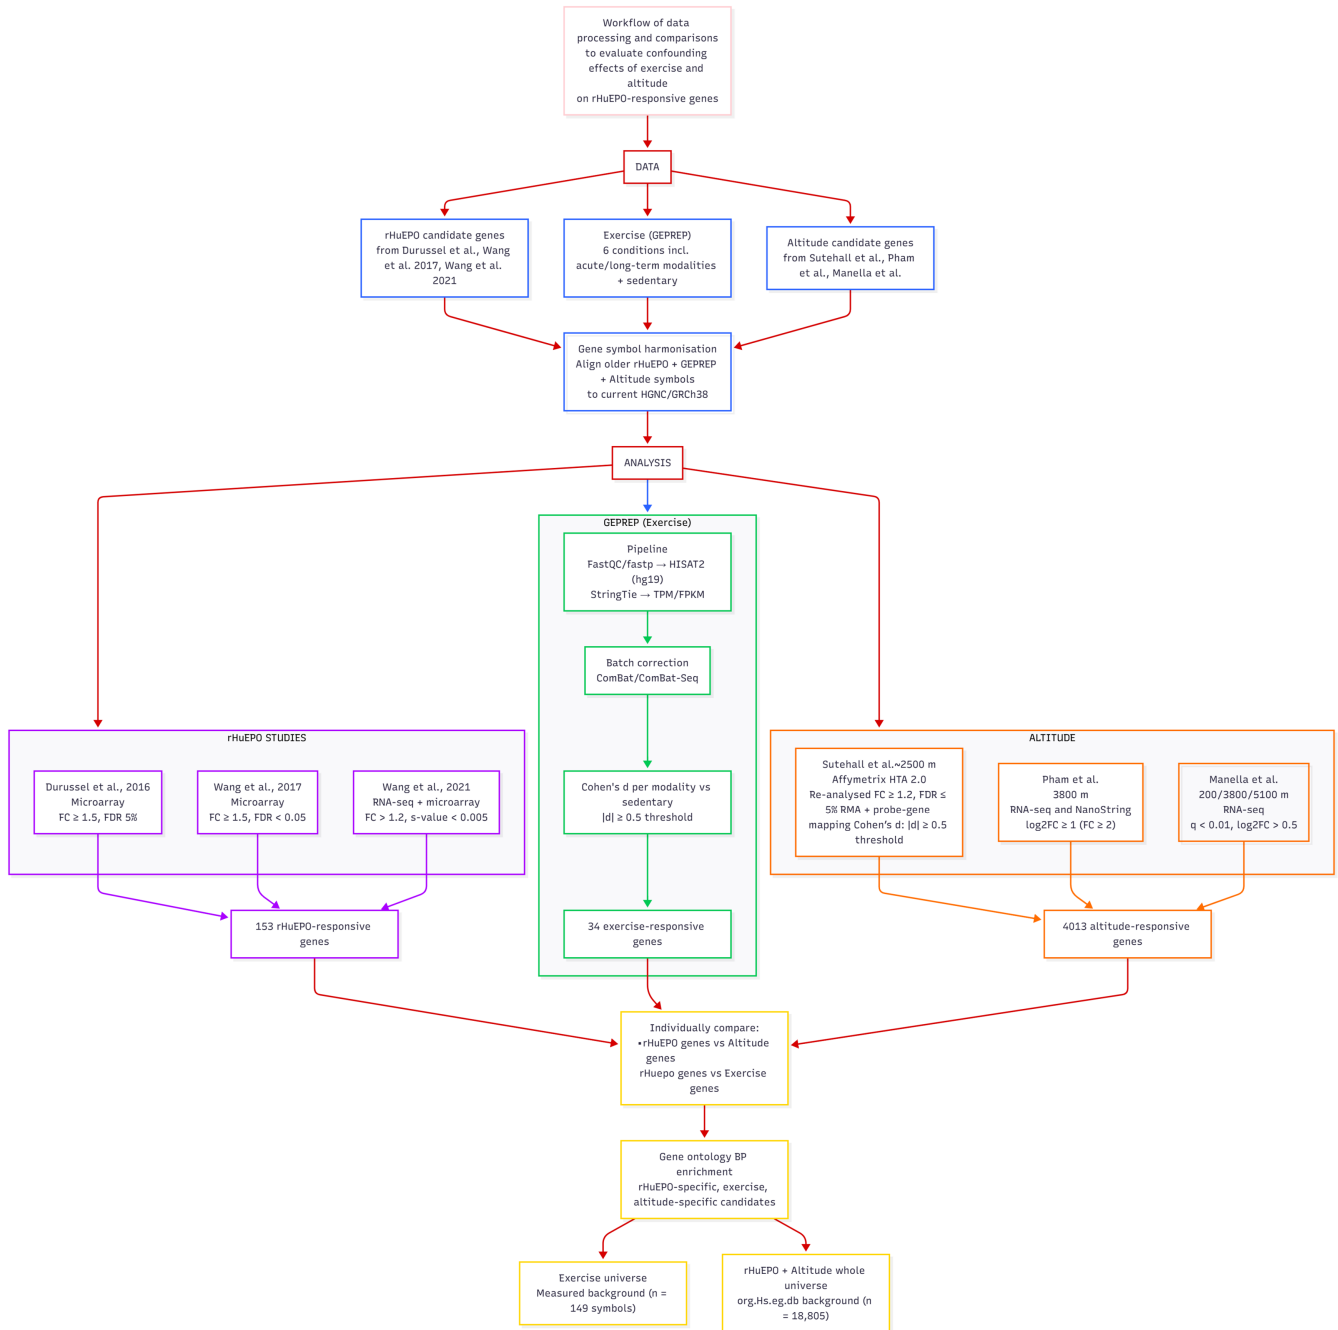 Workflow of data
processing and comparisons
to evaluate confounding
effects of exercise and
altitude
on rHuEPO-responsive genes
DATA
rHuEPO candidate genes
from Durussel et al., Wang
et al. 2017, Wang et al.
2021
Exercise (GEPREP)
6 conditions incl.
acute/long-term modalities
+ sedentary
Altitude candidate genes
from Sutehall et al., Pham
et al., Manella et al.
Gene symbol harmonisation
Align older rHuEPO + GEPREP
+ Altitude symbols
to current HGNC/GRCh38
ANALYSIS
GEPREP (Exercise)
Pipeline
FastQC/fastp → HISAT2
(hg19)
StringTie → TPM/FPKM
Batch correction
ComBat/ComBat-Seq
Cohen's d per modality vs
sedentary
|d| ≥ 0.5 threshold
34 exercise-responsive
genes
rHuEPO STUDIES
Durussel et al., 2016
Microarray
FC ≥ 1.5, FDR 5%
Wang et al., 2017
Microarray
FC ≥ 1.5, FDR < 0.05
Wang et al., 2021
RNA-seq + microarray
FC > 1.2, s-value < 0.005
153 rHuEPO-responsive
genes
ALTITUDE
Sutehall et al.~2500 m
Affymetrix HTA 2.0
Re-analysed FC ≥ 1.2, FDR ≤
5% RMA + probe-gene
mapping Cohen’s d: |d| ≥ 0.5
threshold
Pham et al.
3800 m
RNA-seq and NanoString
log2FC ≥ 1 (FC ≥ 2)
Manella et al.
200/3800/5100 m
RNA-seq
q < 0.01, log2FC > 0.5
4013 altitude-responsive
genes
Individually compare:
•rHuEPO genes vs Altitude
genes
rHuepo genes vs Exercise
genes
Gene ontology BP
enrichment
rHuEPO-specific, exercise,
altitude-specific candidates
Exercise universe
Measured background (n =
149 symbols)
rHuEPO + Altitude whole
universe
org.Hs.eg.db background (n
= 18,805)